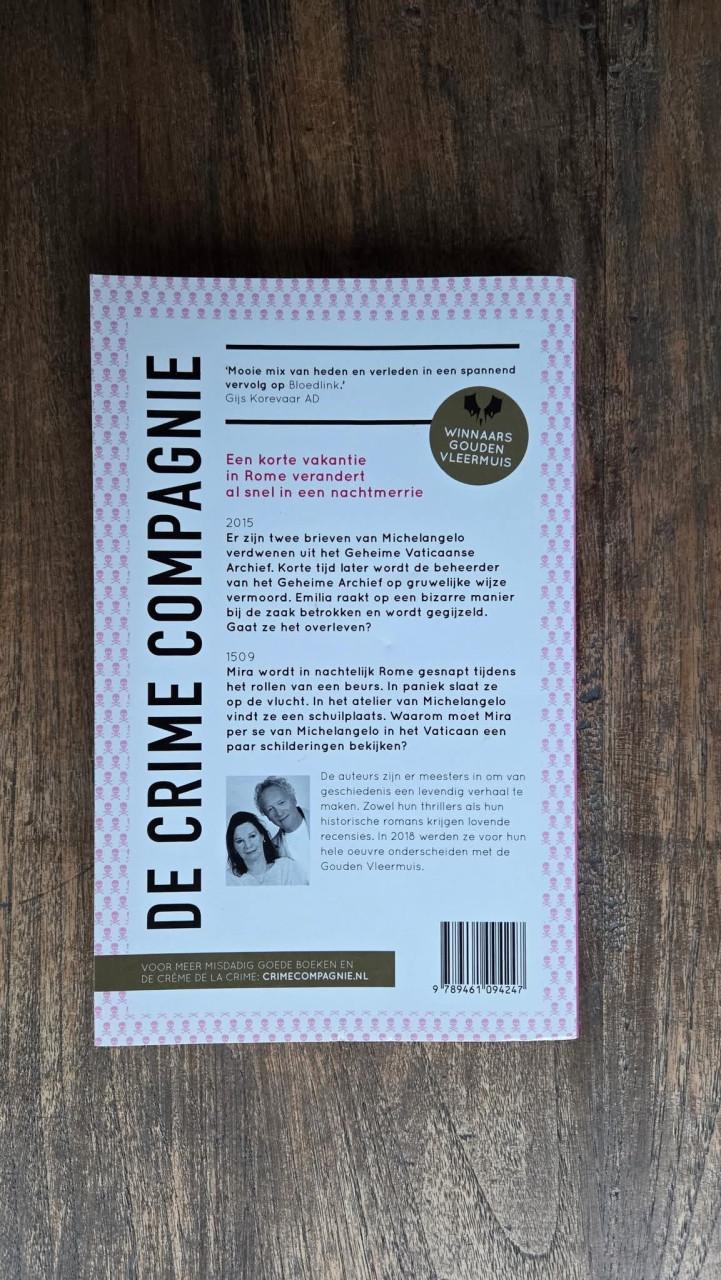 DE CRIME COMPAGNIE
'Mooie mix van heden en verleden in een spannend
vervolg op Bloedlink.'
Gijs Korevaar AD
WINNAARS
GOUDEN
VLEERMUIS
Een korte vakantie
in Rome verandert
al snel in een nachtmerrie
2015
Er zijn twee brieven van Michelangelo
verdwenen uit het Geheime Vaticaanse
Archief. Korte tijd later wordt de beheerder
van het Geheime Archief op gruwelijke wijze
vermoord. Emilia raakt op een bizarre manier
bij de zaak betrokken en wordt gegijzeld.
Gaat ze het overleven?
1509
Mira wordt in nachtelijk Rome gesnapt tijdens
het rollen van een beurs. In paniek slaat ze
op de vlucht. In het atelier van Michelangelo
vindt ze een schuilplaats. Waarom moet Mira
per se van Michelangelo in het Vaticaan een
paar schilderingen bekijken?
De auteurs zijn er meesters in om van
geschiedenis een levendig verhaal te
maken. Zowel hun thrillers als hun
historische romans krijgen lovende
recensies. In 2018 werden ze voor hun
hele oeuvre onderscheiden met de
Gouden Vleermuis.
VOOR MEER MISDADIG GOEDE BOEKEN EN
DE CRÈME DE LA CRIME: CRIMECOMPAGNIE.NL
9 789461 094247